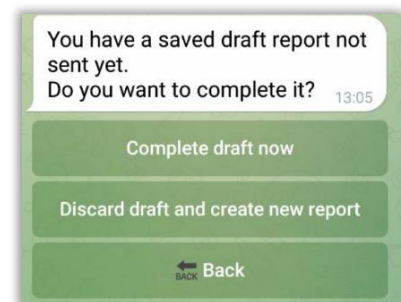 You have a saved draft report not
sent yet.
Do you want to complete it? 13:05
Complete draft now
Discard draft and create new report
BACK Back